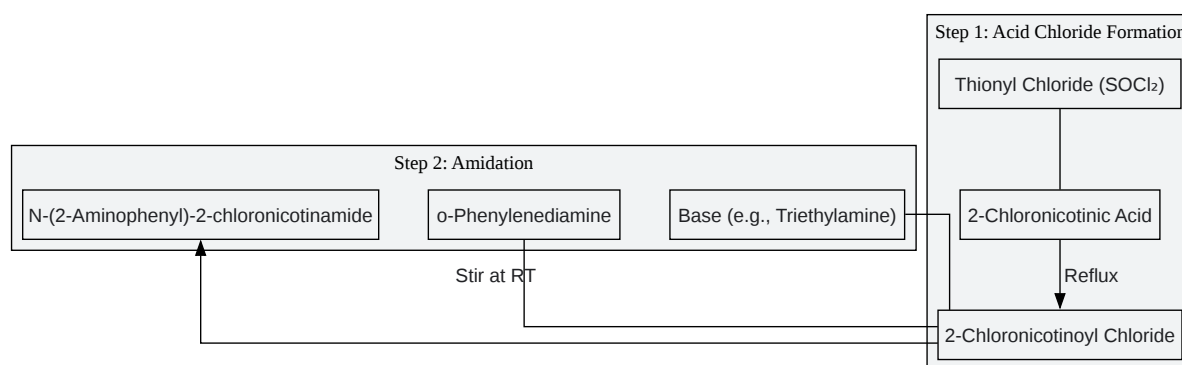 Step 1: Acid Chloride Formation
Thionyl Chloride (SOCl₂)
Step 2: Amidation
N-(2-Aminophenyl)-2-chloronicotinamide
o-Phenylenediamine
Base (e.g., Triethylamine)
2-Chloronicotinic Acid
Stir at RT
Reflux
2-Chloronicotinoyl Chloride